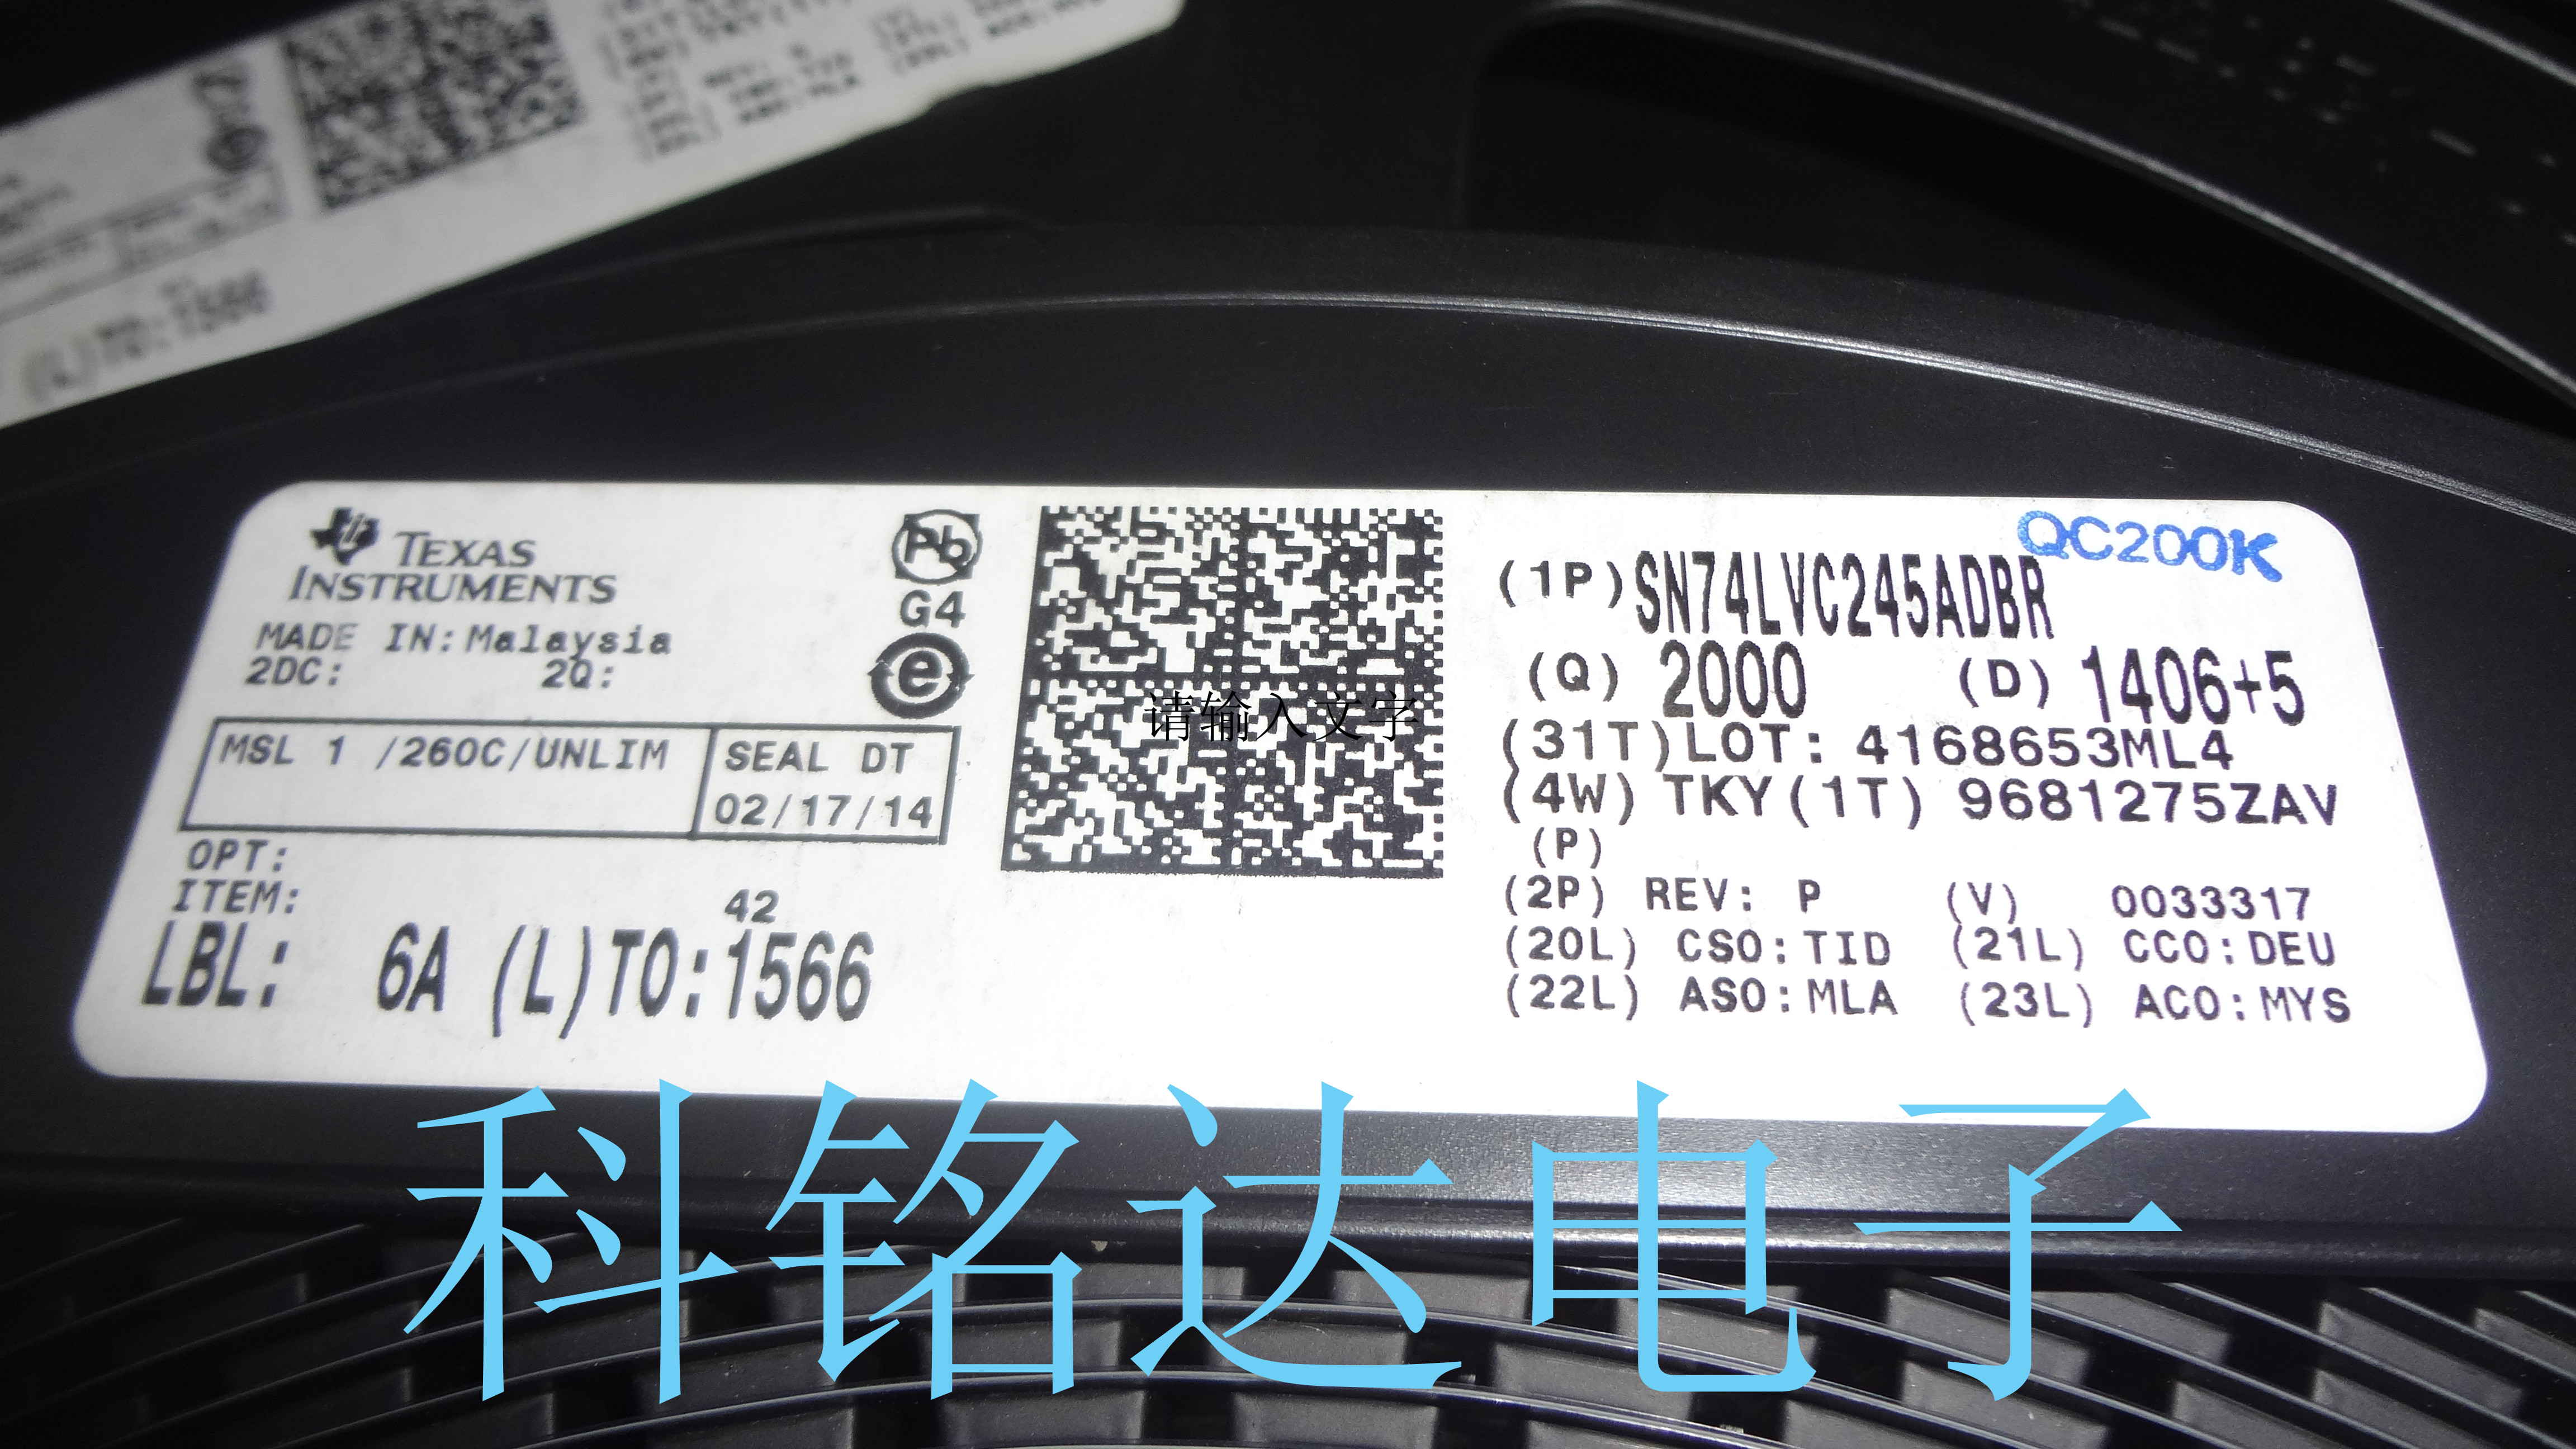 (L)TO:1566
TEXAS
INSTRUMENTS
MADE IN:Malaysia
2DC: 2Q:
Pb
G4
e
MSL 1 /260C/UNLIM
SEAL DT
02/17/14
OPT:
ITEM:
42
LBL: 6A (L)TO:1566
请输入文字
QC200K
(1P)SN74LVC245ADBR
(Q) 2000 (D) 1406+5
(31T)LOT: 4168653ML4
(4W) TKY(1T) 9681275ZAV
(P)
(2P) REV: P (V) 0033317
(20L) CSO:TID (21L) CCO:DEU
(22L) ASO:MLA (23L) ACO:MYS
科铭达电子